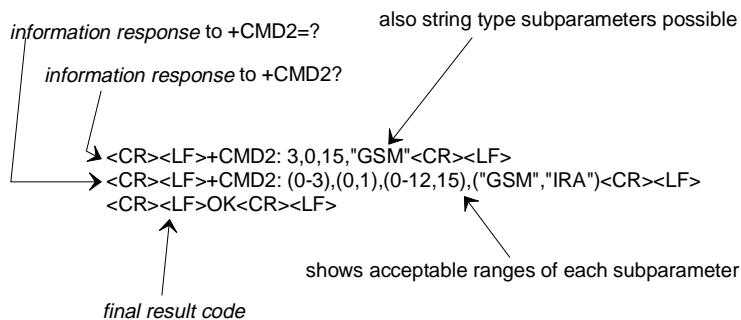 also string type subparameters possible
information response to +CMD2=?
information response to +CMD2?
<CR><LF>+CMD2: 3,0,15,"GSM"<CR><LF>
<CR><LF>+CMD2: (0-3),(0,1),(0-12,15),("GSM","IRA")<CR><LF>
<CR><LF>OK<CR><LF>
shows acceptable ranges of each subparameter
final result code